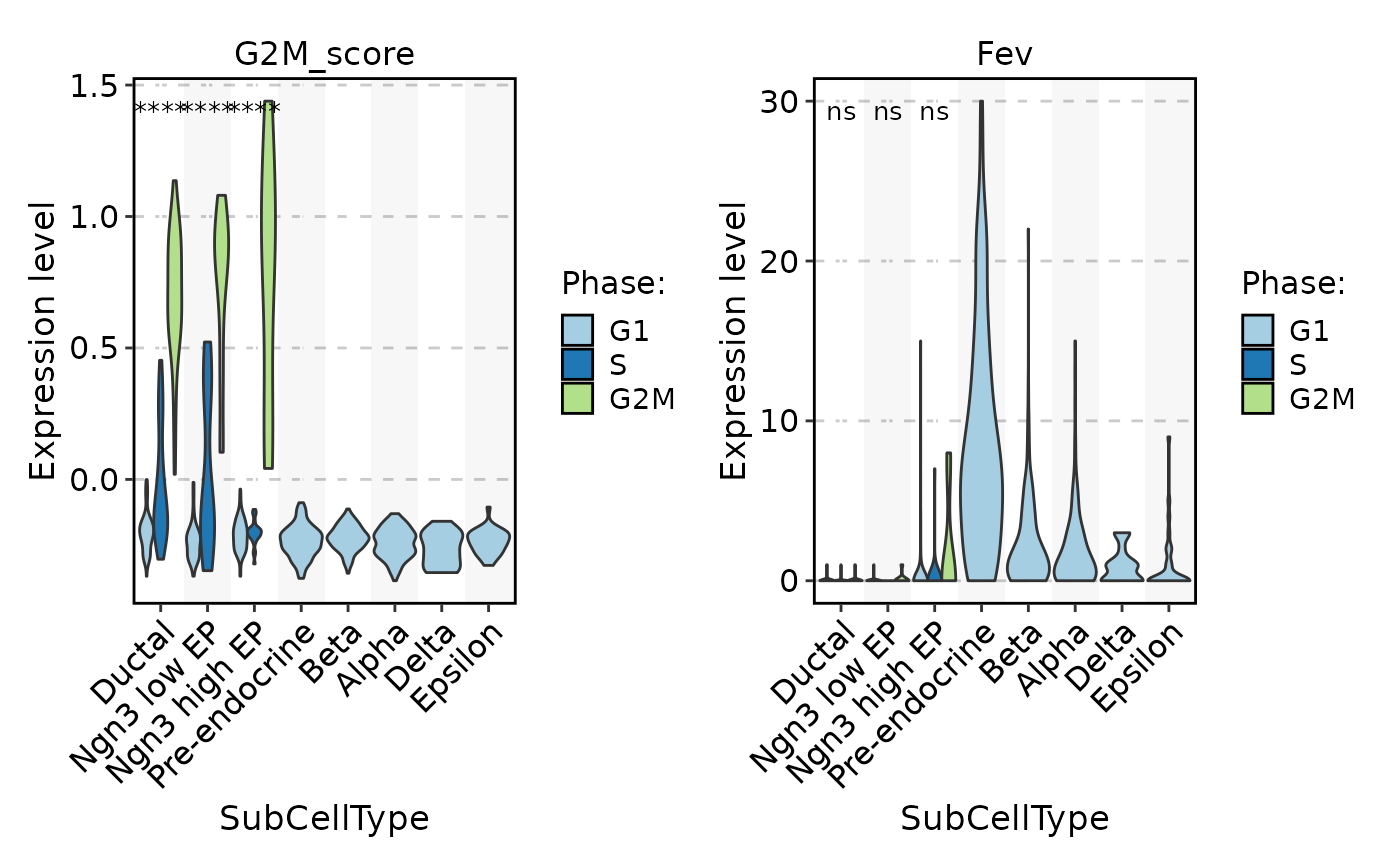 G2M_score
1.5
1.0
0.5
0.0
Expression level
************
Ductal
Ngn3 low EP
Ngn3 high EP
Pre-endocrine
Beta
Alpha
Delta
Epsilon
SubCellType
Phase:
G1
S
G2M
Fev
30
20
10
0
Expression level
ns ns ns
Ductal
Ngn3 low EP
Ngn3 high EP
Pre-endocrine
Beta
Alpha
Delta
Epsilon
SubCellType
Phase:
G1
S
G2M